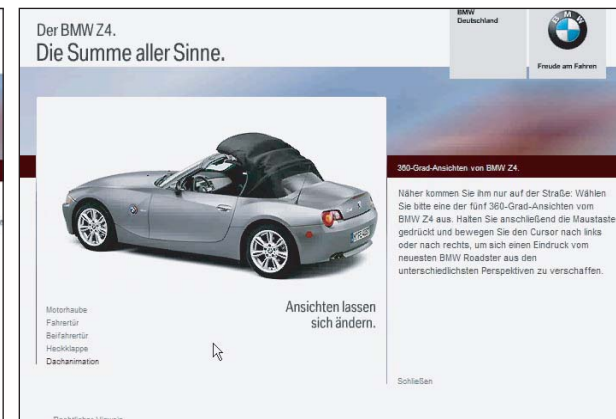 Der BMW Z4.
Die Summe aller Sinne.
BMW
Deutschland
BMW
Freude am Fahren
360-Grad-Ansichten von BMW Z4.
Näher kommen Sie ihm nur auf der Straße: Wählen
Sie bitte eine der fünf 360-Grad-Ansichten vom
BMW Z4 aus. Halten Sie anschließend die Maustaste
gedrückt und bewegen Sie den Cursor nach links
oder nach rechts, um sich einen Eindruck vom
neuesten BMW Roadster aus den
unterschiedlichsten Perspektiven zu verschaffen.
Ansichten lassen
sich ändern.
Motorhaube
Fahrertür
Beifahrertür
Heckklappe
Dachanimation
Schließen
Rechtlicher Hinweis